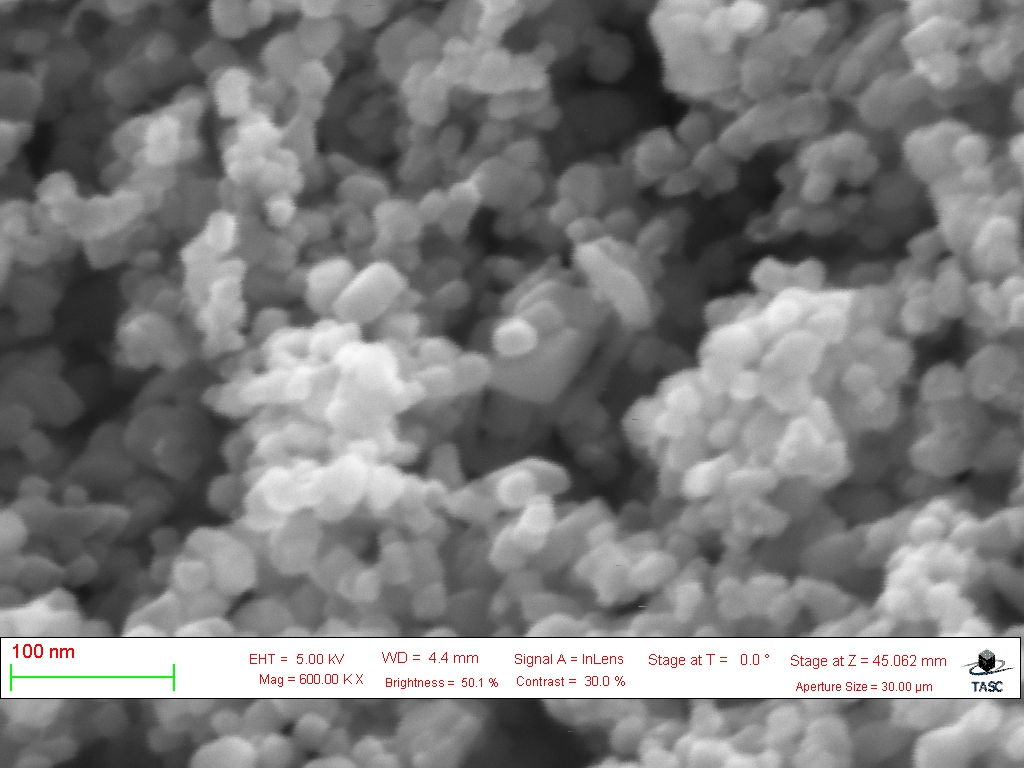 100 nm
EHT = 5.00 kV WD = 4.4 mm Signal A = InLens Stage at T = 0.0 ° Stage at Z = 45.062 mm
Mag = 600.00 K X Brightness = 50.1 % Contrast = 30.0 % Aperture Size = 30.00 µm
TASC